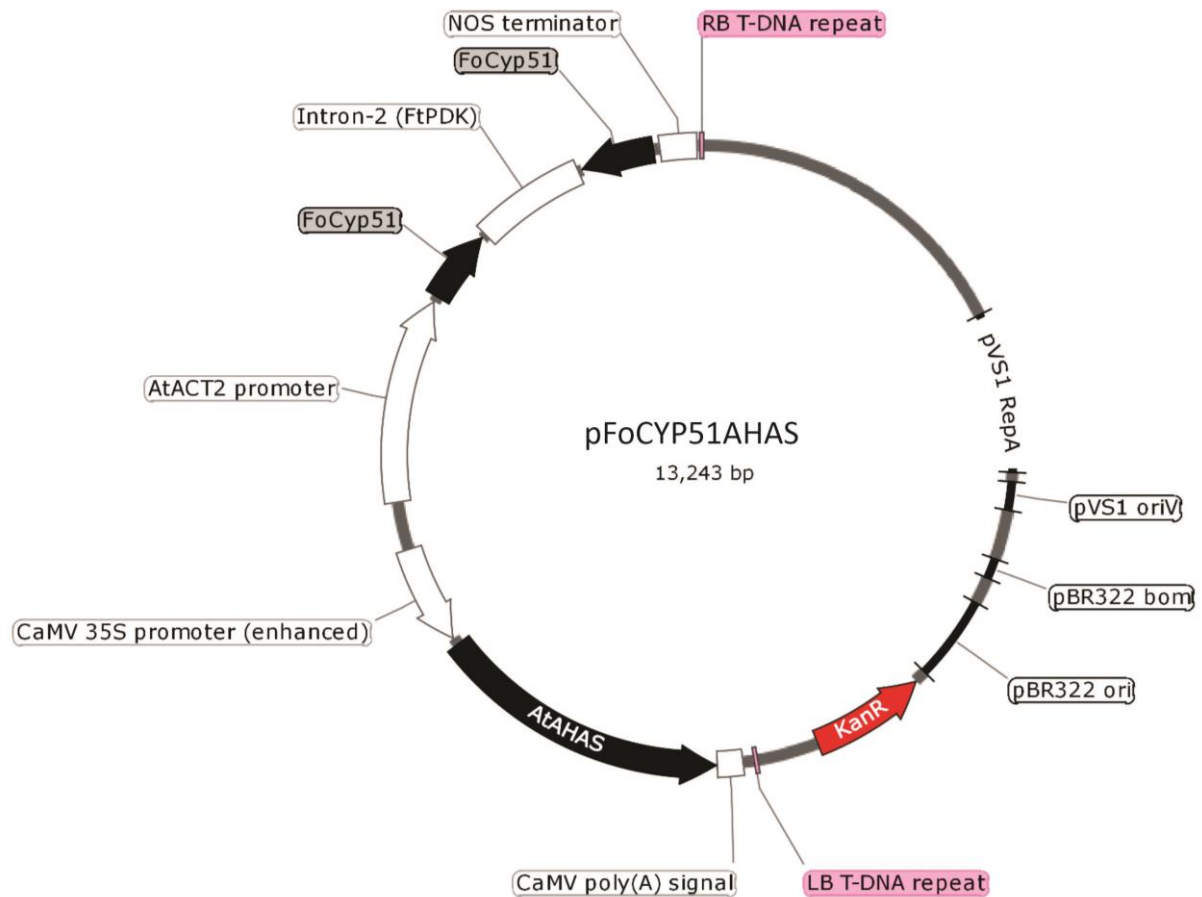 NOS terminator
RB T-DNA repeat
FoCyp51
Intron-2 (FtPDK)
FoCyp51
pVS1 RepA
AtACT2 promoter
pFoCYP51AHAS
13,243 bp
pVS1 oriV
pBR322 bom
CaMV 35S promoter (enhanced)
pBR322 ori
KanR
AtAHAS
CaMV poly(A) signal
LB T-DNA repeat